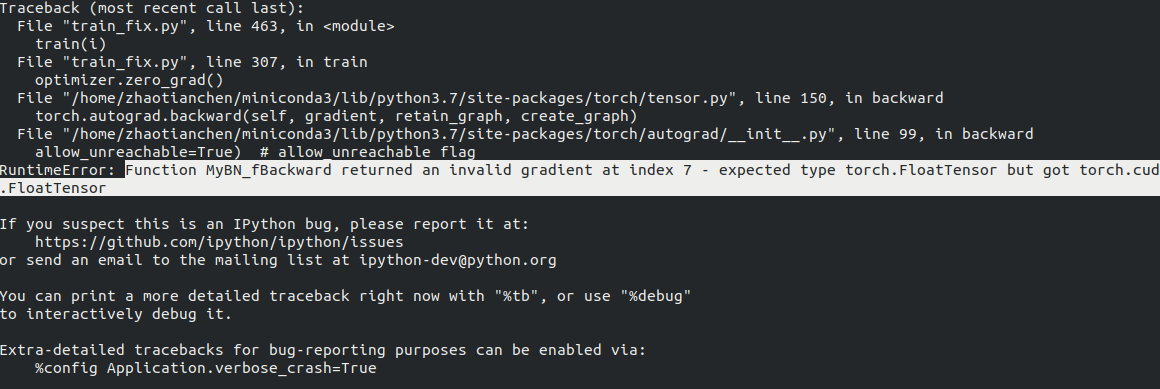 Traceback (most recent call last):
  File "train_fix.py", line 463, in <module>
    train(i)
  File "train_fix.py", line 307, in train
    optimizer.zero_grad()
  File "/home/zhaotianchen/miniconda3/lib/python3.7/site-packages/torch/tensor.py", line 150, in backward
    torch.autograd.backward(self, gradient, retain_graph, create_graph)
  File "/home/zhaotianchen/miniconda3/lib/python3.7/site-packages/torch/autograd/__init__.py", line 99, in backward
    allow_unreachable=True)  # allow_unreachable flag
RuntimeError: Function MyBN_fBackward returned an invalid gradient at index 7 - expected type torch.FloatTensor but got torch.cud
.FloatTensor

If you suspect this is an IPython bug, please report it at:
    https://github.com/ipython/ipython/issues
or send an email to the mailing list at ipython-dev@python.org

You can print a more detailed traceback right now with "%tb", or use "%debug"
to interactively debug it.

Extra-detailed tracebacks for bug-reporting purposes can be enabled via:
    %config Application.verbose_crash=True